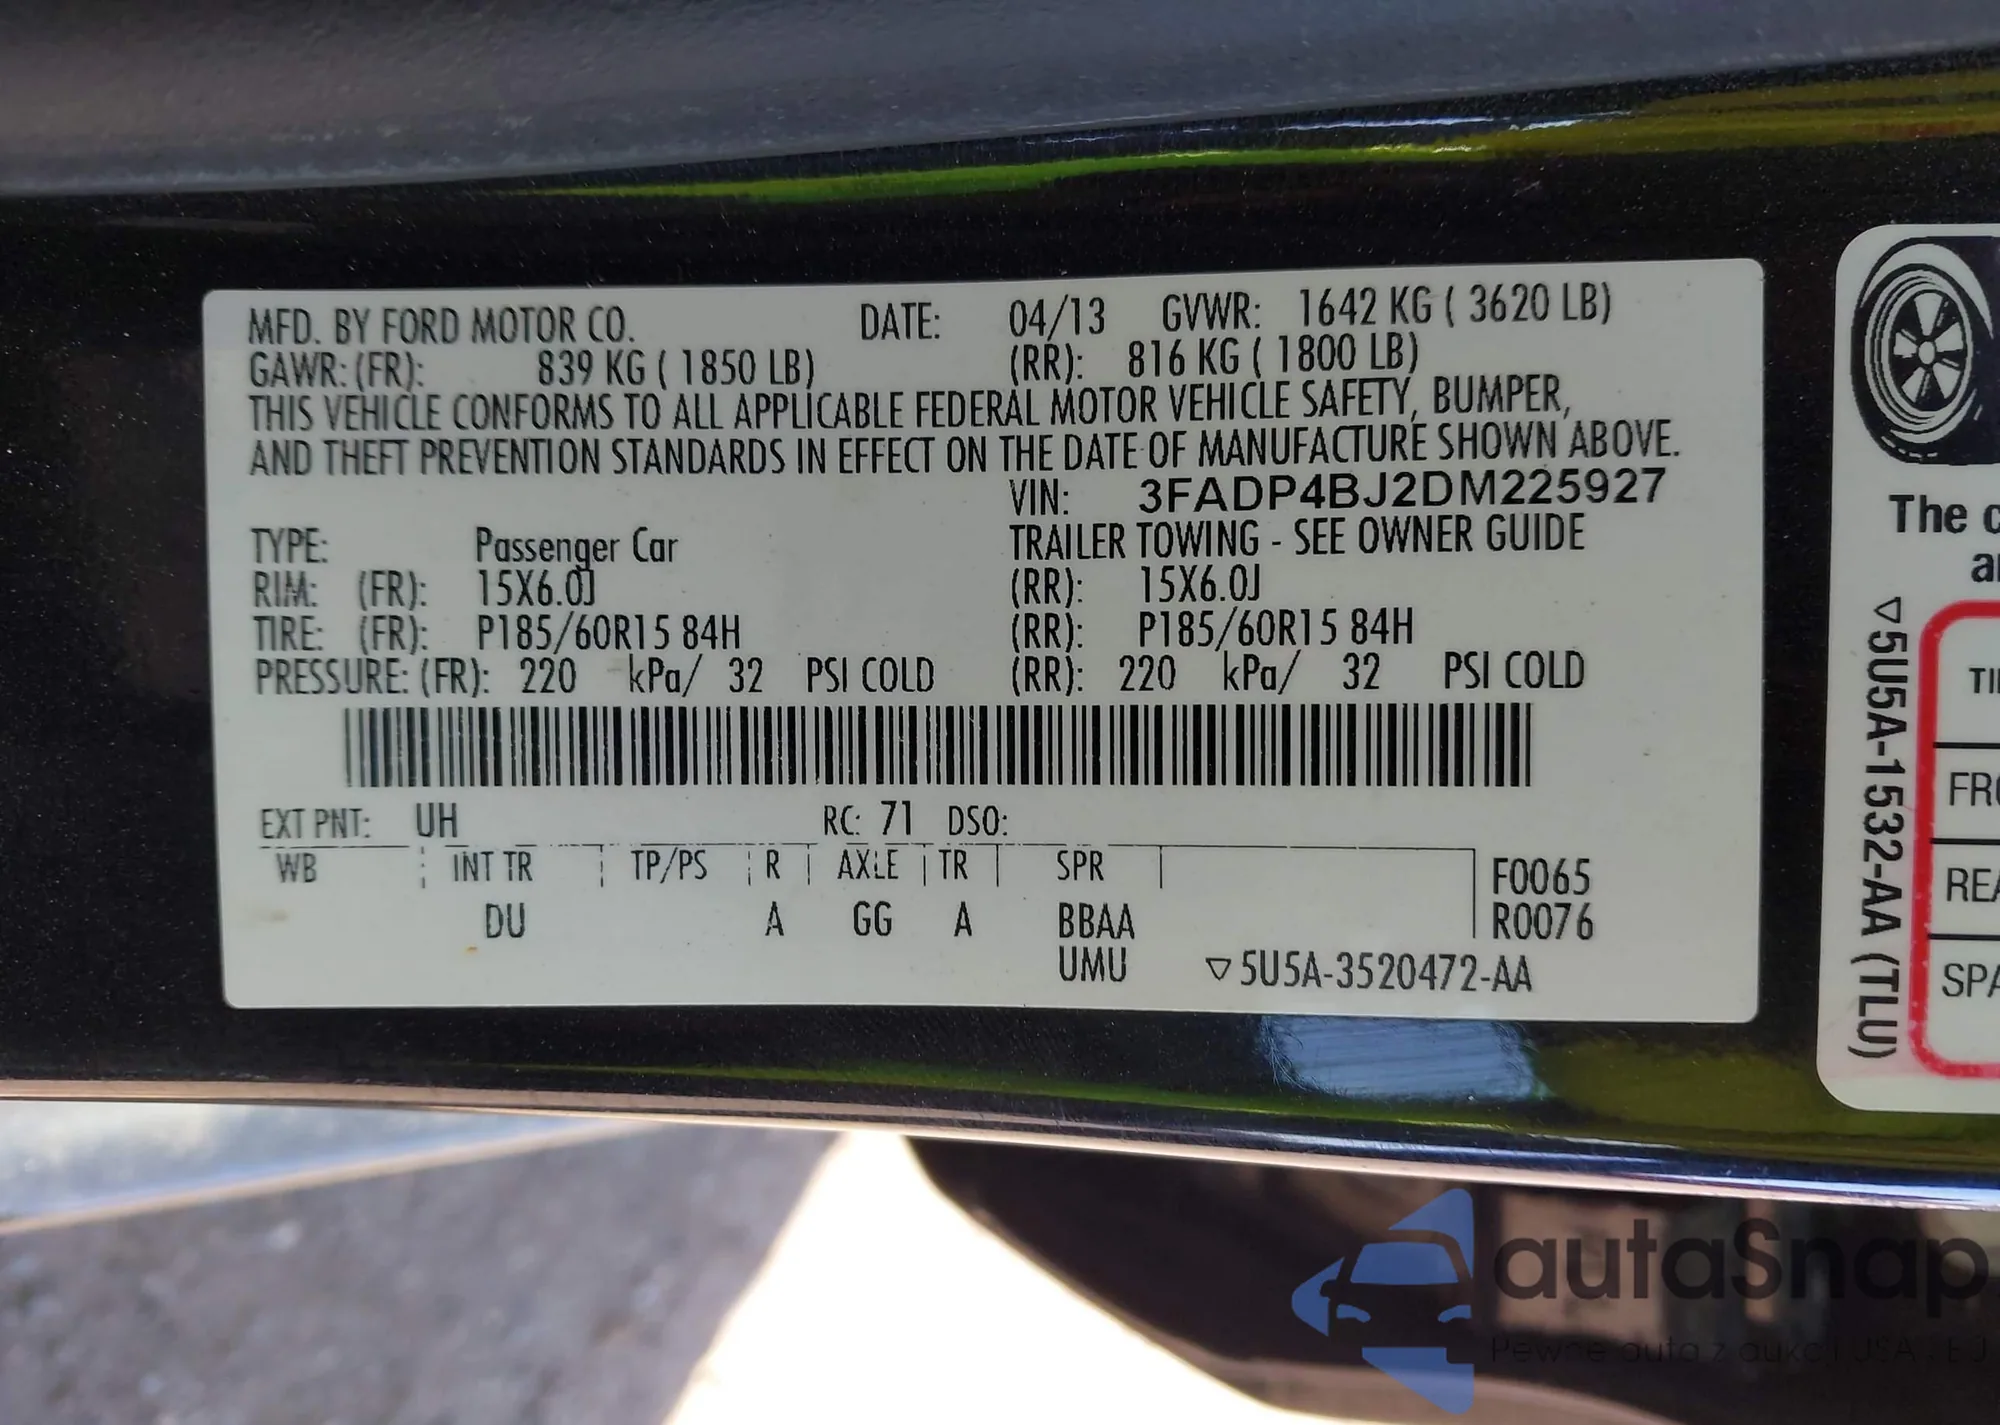 MFD. BY FORD MOTOR CO. DATE: 04/13 GVWR: 1642 KG ( 3620 LB)
GAWR: (FR): 839 KG ( 1850 LB) (RR): 816 KG ( 1800 LB)
THIS VEHICLE CONFORMS TO ALL APPLICABLE FEDERAL MOTOR VEHICLE SAFETY, BUMPER,
AND THEFT PREVENTION STANDARDS IN EFFECT ON THE DATE OF MANUFACTURE SHOWN ABOVE.
VIN: 3FADP4BJ2DM225927
TYPE: Passenger Car TRAILER TOWING - SEE OWNER GUIDE
RIM: (FR): 15X6.0J (RR): 15X6.0J
TIRE: (FR): P185/60R15 84H (RR): P185/60R15 84H
PRESSURE: (FR): 220 kPa/ 32 PSI COLD (RR): 220 kPa/ 32 PSI COLD
EXT PNT: UH RC: 71 DSO:
WB INT TR TP/PS R AXLE TR SPR F0065
DU A GG A BBAA R0076
UMU ▽5U5A-3520472-AA
The
▽5U5A-1532-AA (TLU)
autaSnap
Pewne auta z aukcji USA i EJ